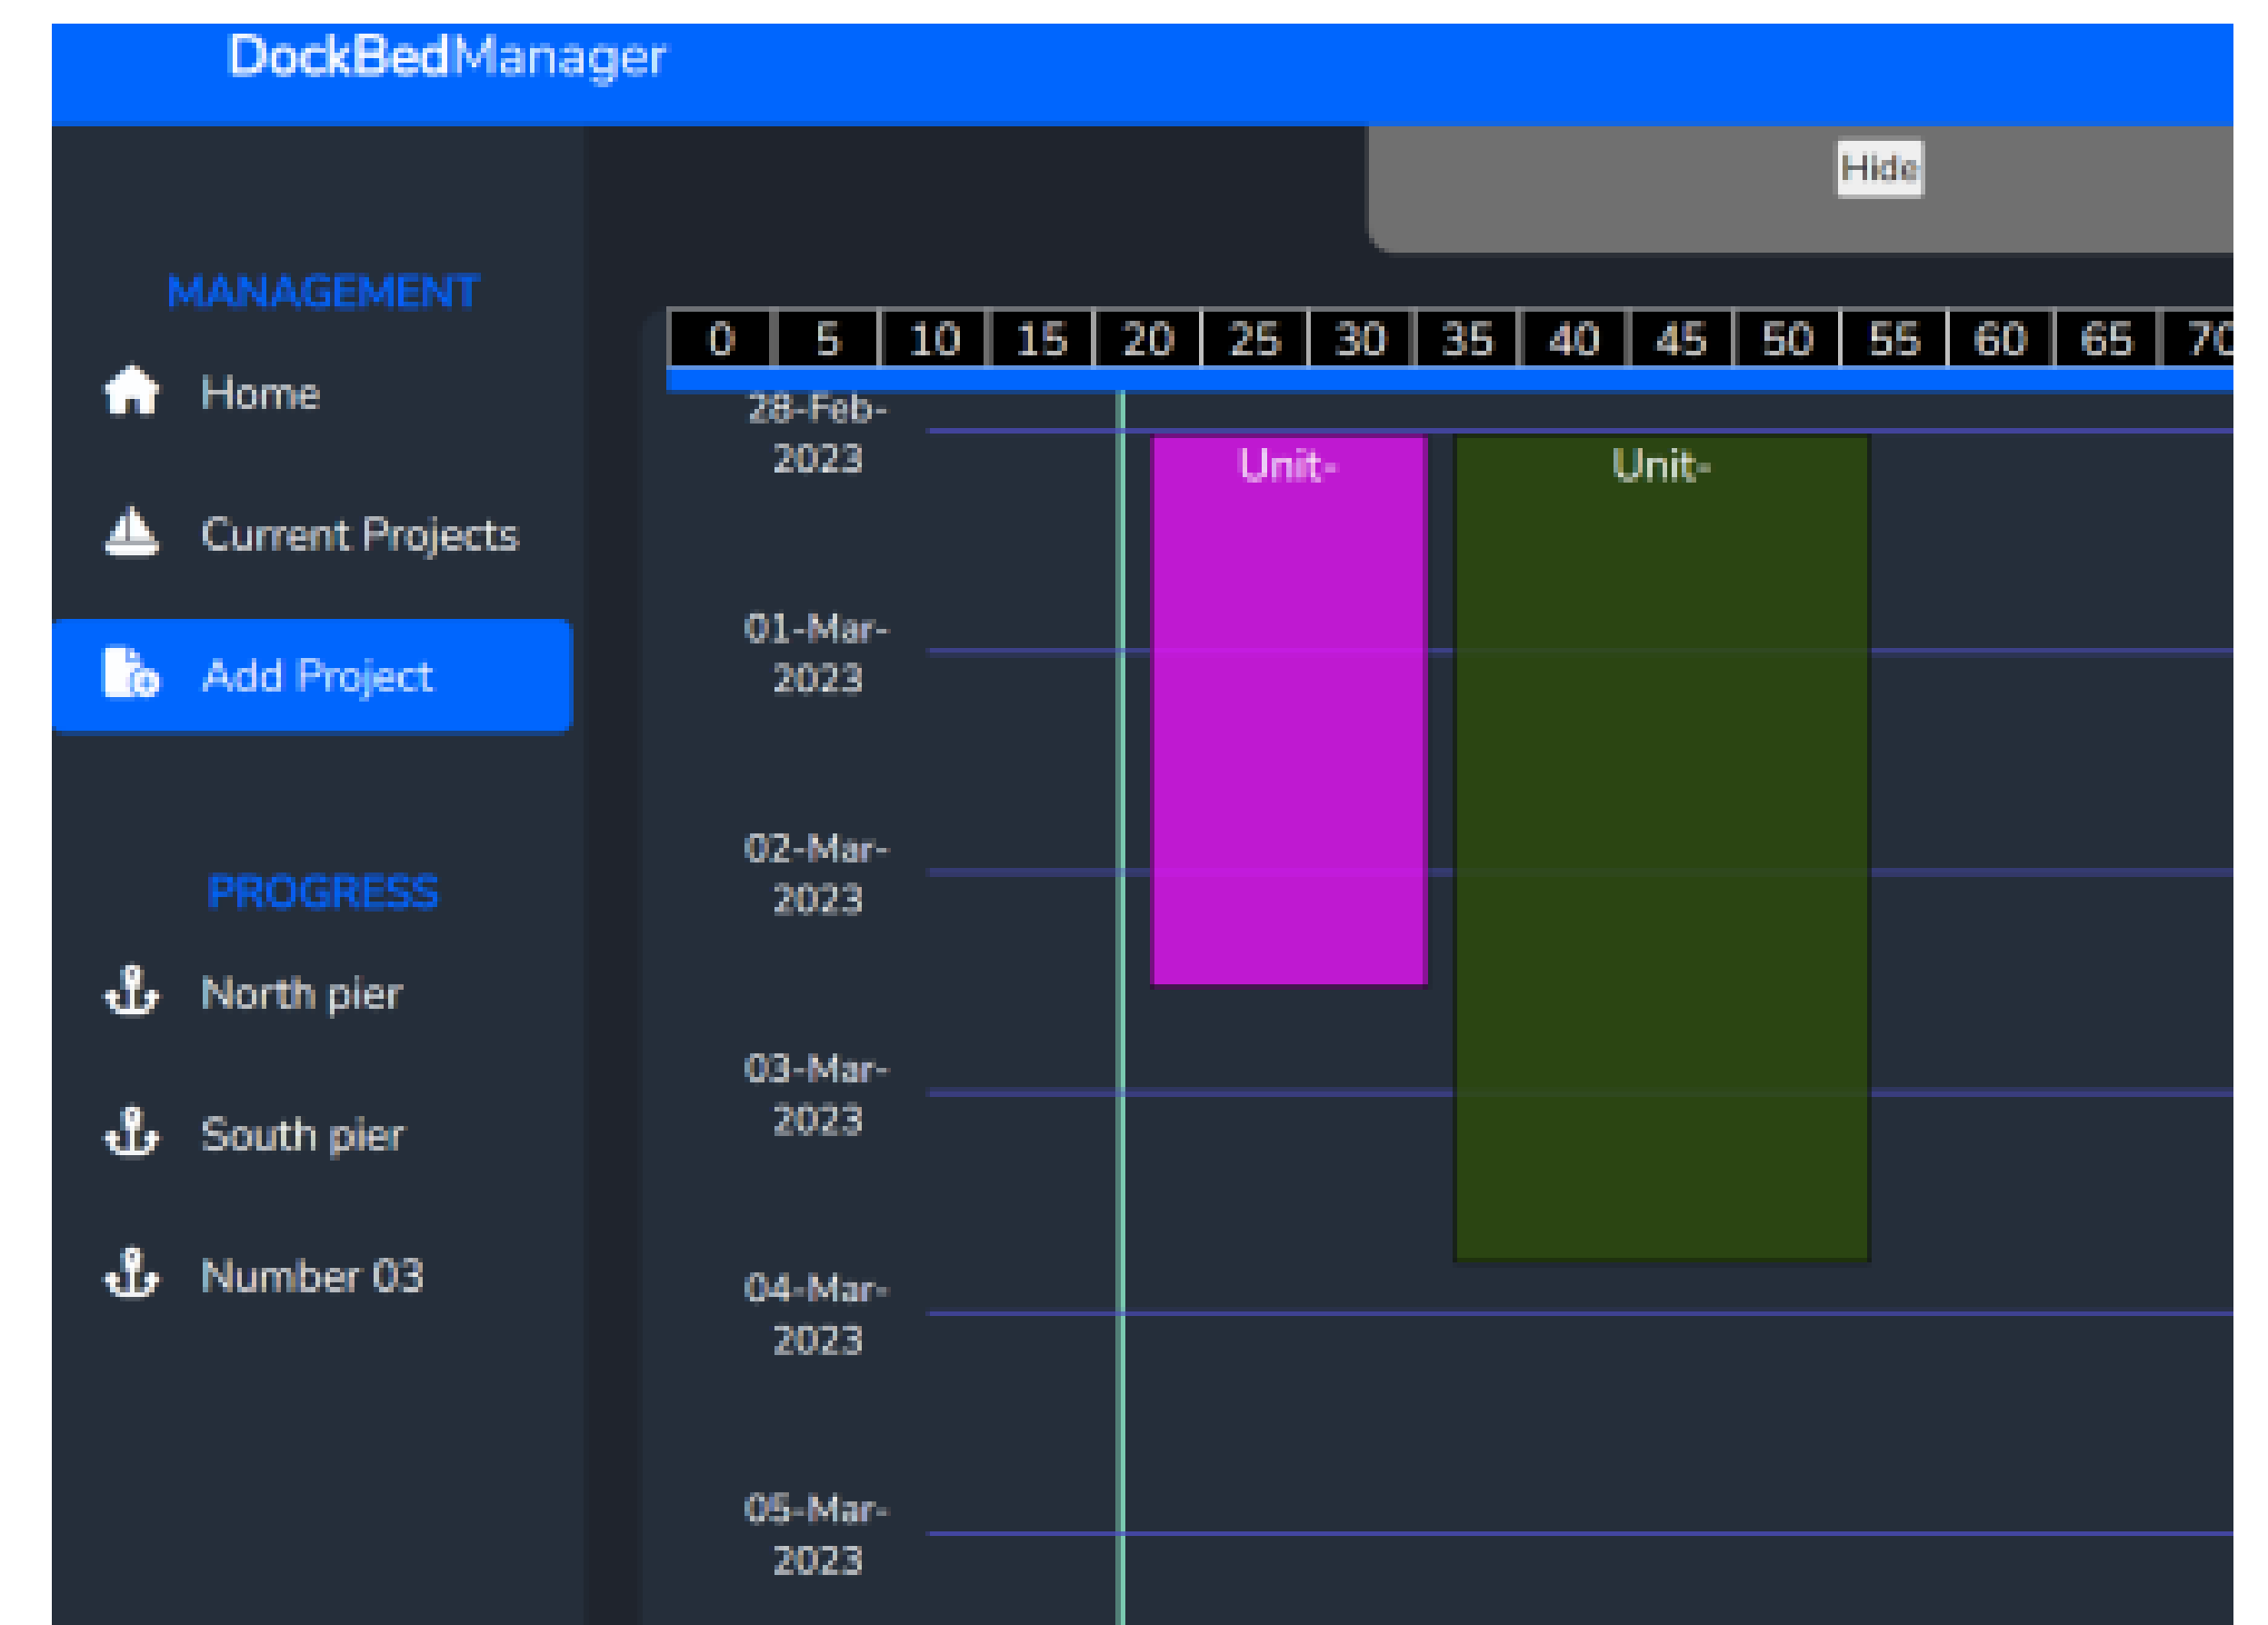 DockBedManager
Hide
MANAGEMENT
Home
Current Projects
Add Project
PROGRESS
North pier
South pier
Number 03
0 5 10 15 20 25 30 35 40 45 50 55 60 65 70
28-Feb-
2023
Unit-
Unit-
01-Mar-
2023
02-Mar-
2023
03-Mar-
2023
04-Mar-
2023
05-Mar-
2023